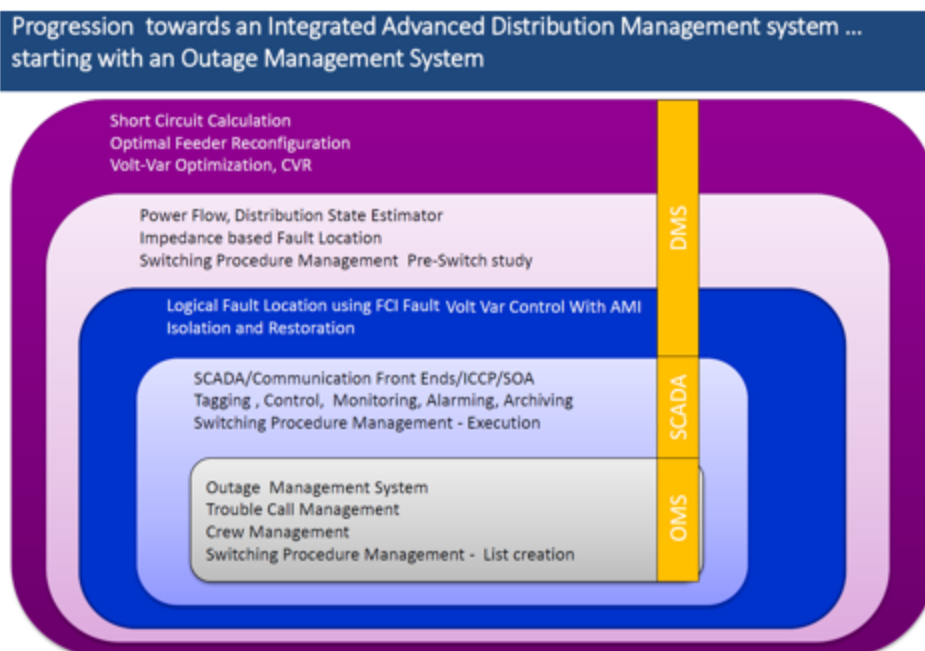 Progression towards an Integrated Advanced Distribution Management system ...
starting with an Outage Management System
Short Circuit Calculation
Optimal Feeder Reconfiguration
Volt-Var Optimization, CVR
Power Flow, Distribution State Estimator
Impedance based Fault Location
Switching Procedure Management Pre-Switch study
DMS
Logical Fault Location using FCI Fault Volt Var Control With AMI
Isolation and Restoration
SCADA/Communication Front Ends/ICCP/SOA
Tagging , Control, Monitoring, Alarming, Archiving
Switching Procedure Management - Execution
SCADA
Outage Management System
Trouble Call Management
Crew Management
Switching Procedure Management - List creation
OMS